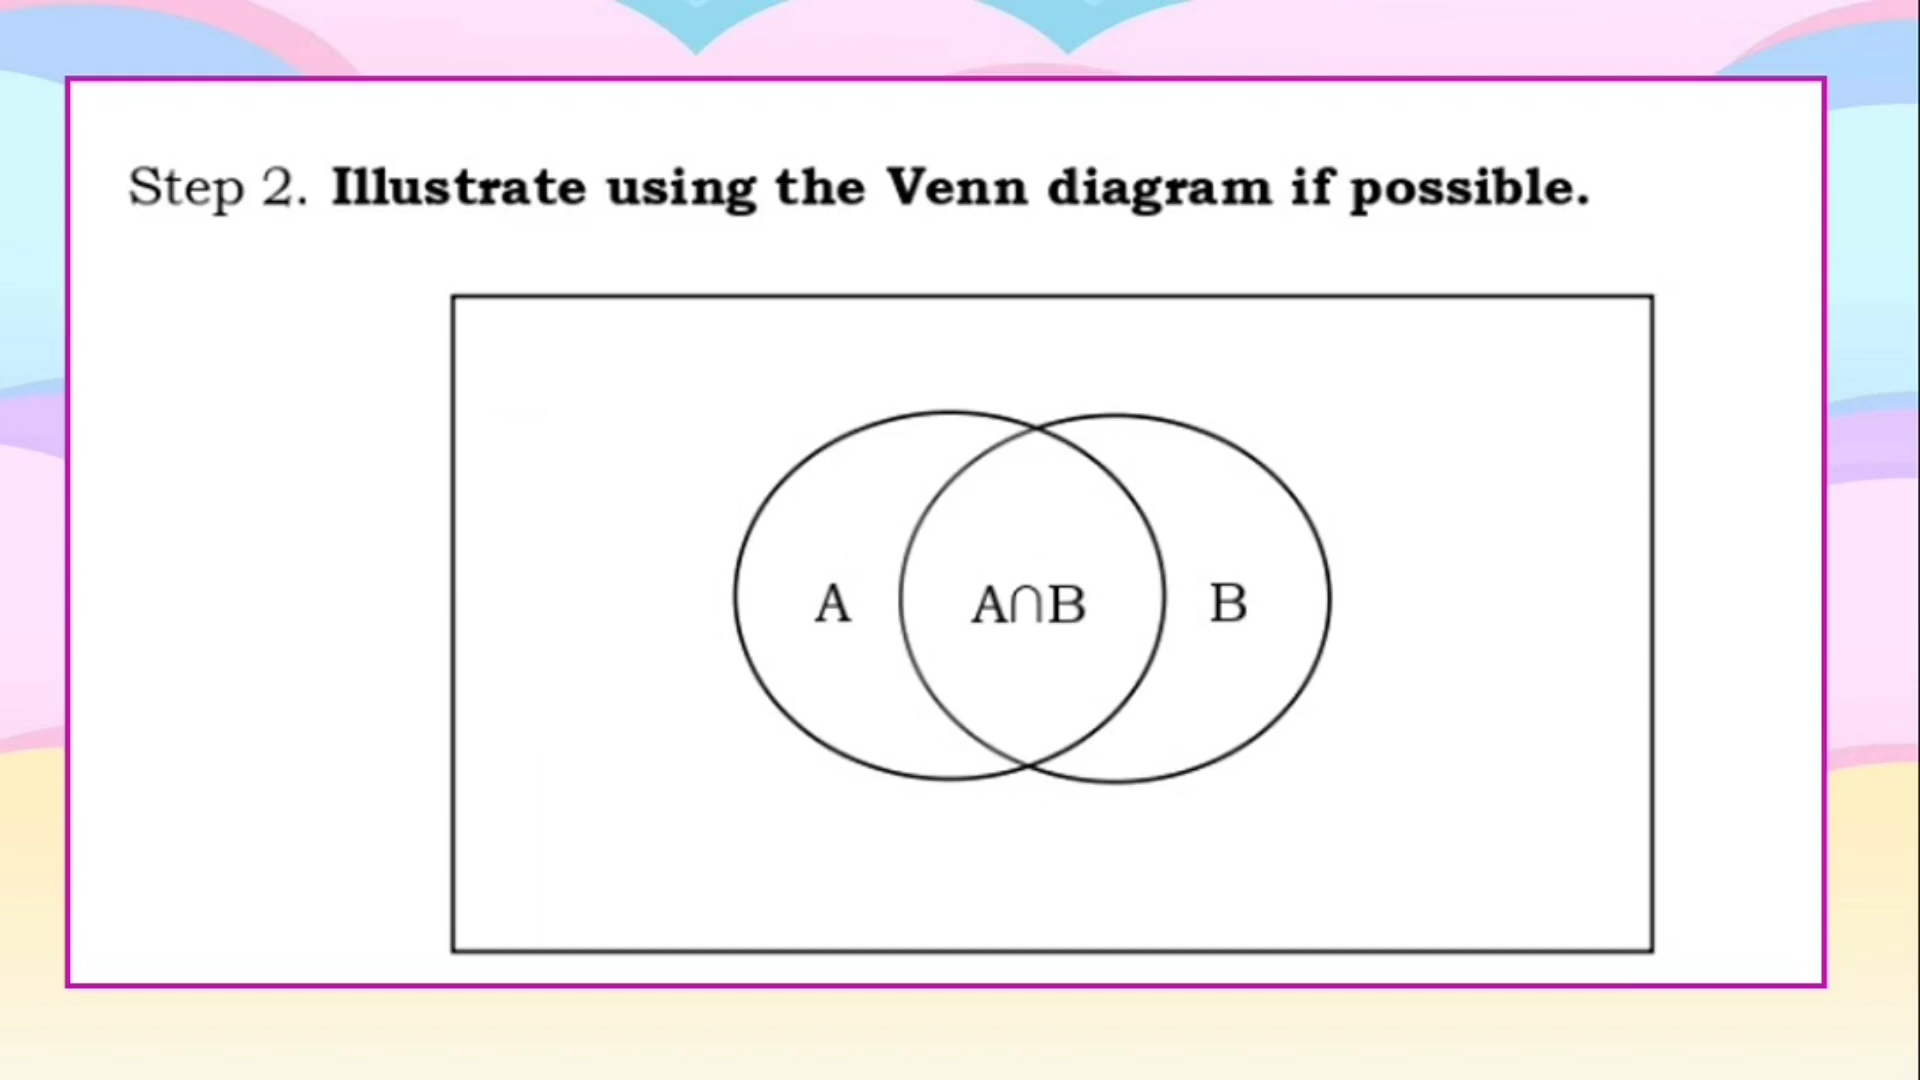 Step 2. Illustrate using the Venn diagram if possible.
A A∩B B